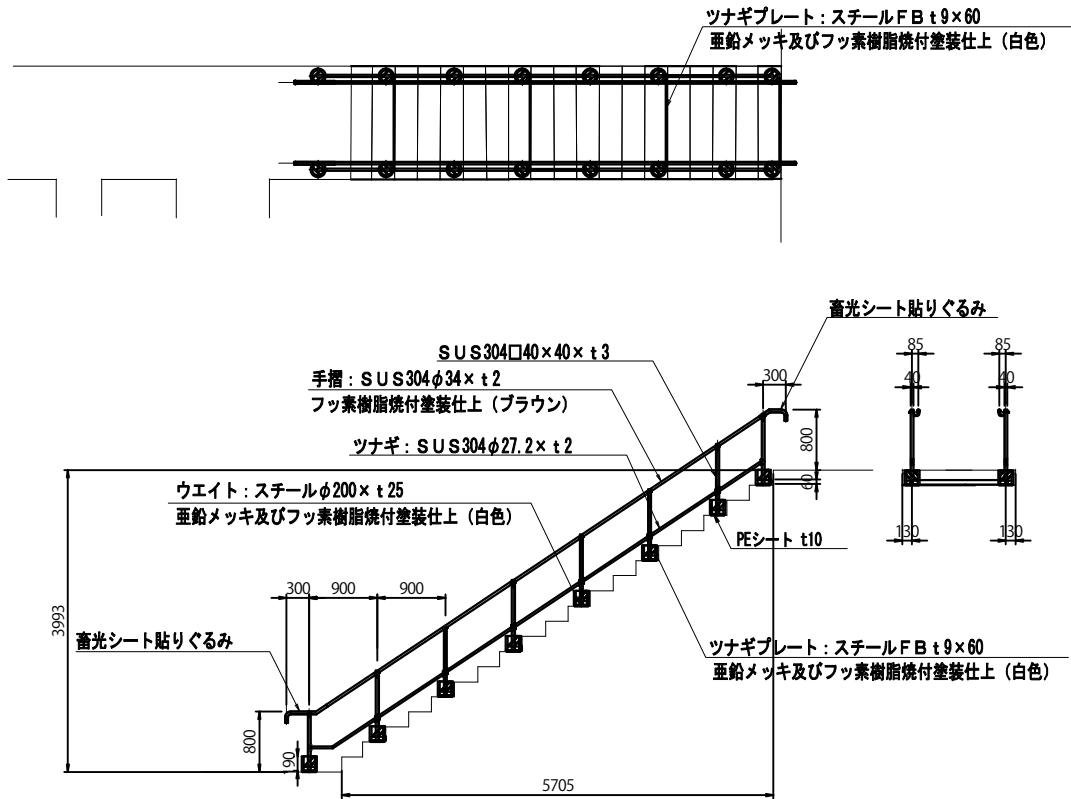 ツナギプレート：スチールＦＢｔ9×60
亜鉛メッキ及びフッ素樹脂焼付塗装仕上（白色）
畜光シート貼りぐるみ
ＳＵＳ304□40×40×ｔ3
手摺：ＳＵＳ304φ34×ｔ2
フッ素樹脂焼付塗装仕上（ブラウン）
ツナギ：ＳＵＳ304φ27.2×ｔ2
ウエイト：スチールφ200×ｔ25
亜鉛メッキ及びフッ素樹脂焼付塗装仕上（白色）
300
800
60
85
85
40
40
130
130
PEシート t10
300
900
900
3993
畜光シート貼りぐるみ
ツナギプレート：スチールＦＢｔ9×60
亜鉛メッキ及びフッ素樹脂焼付塗装仕上（白色）
800
190
5705